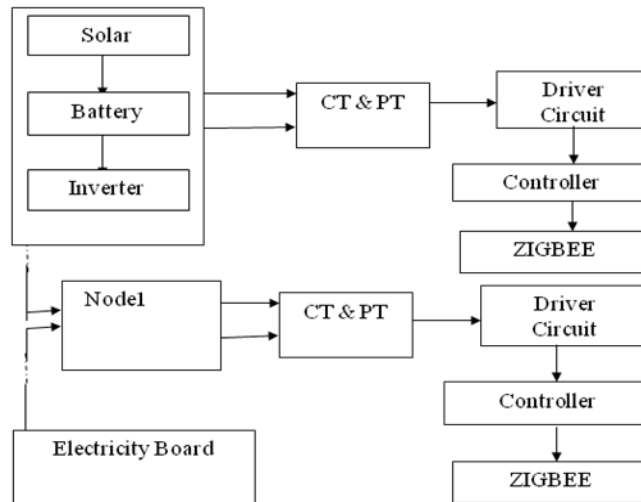 Solar
Battery
Inverter
CT & PT
Driver
Circuit
Controller
ZIGBEE
Node1
CT & PT
Driver
Circuit
Controller
ZIGBEE
Electricity Board